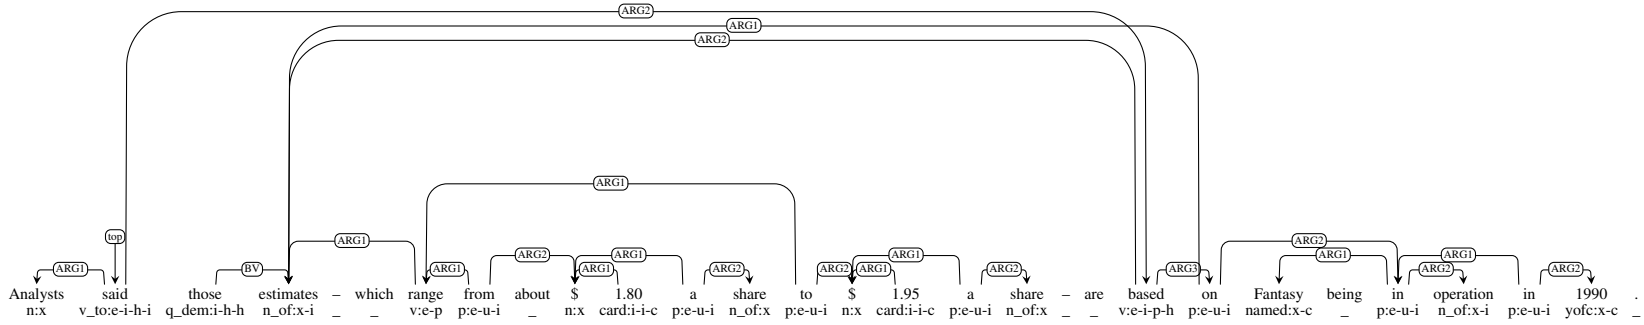 ARG2
ARG1
ARG2
ARG1
top
ARG1 ARG2 ARG1
ARG2 ARG1 ARG1 ARG1 ARG1
ARG1 BV ARG1 ARG1 ARG2 ARG2 ARG1 ARG2 ARG3 ARG2 ARG2
Analysts said those estimates – which range from about $ 1.80 a share to $ 1.95 a share – are based on Fantasy being in operation in 1990 .
n:x v_to:e-i-h-i q_dem:i-h-h n_of:x-i _ _ v:e-p p:e-u-i _ n:x card:i-i-c p:e-u-i n_of:x p:e-u-i n:x card:i-i-c p:e-u-i n_of:x _ _ v:e-i-p-h p:e-u-i named:x-c _ p:e-u-i n_of:x-i p:e-u-i yofc:x-c _